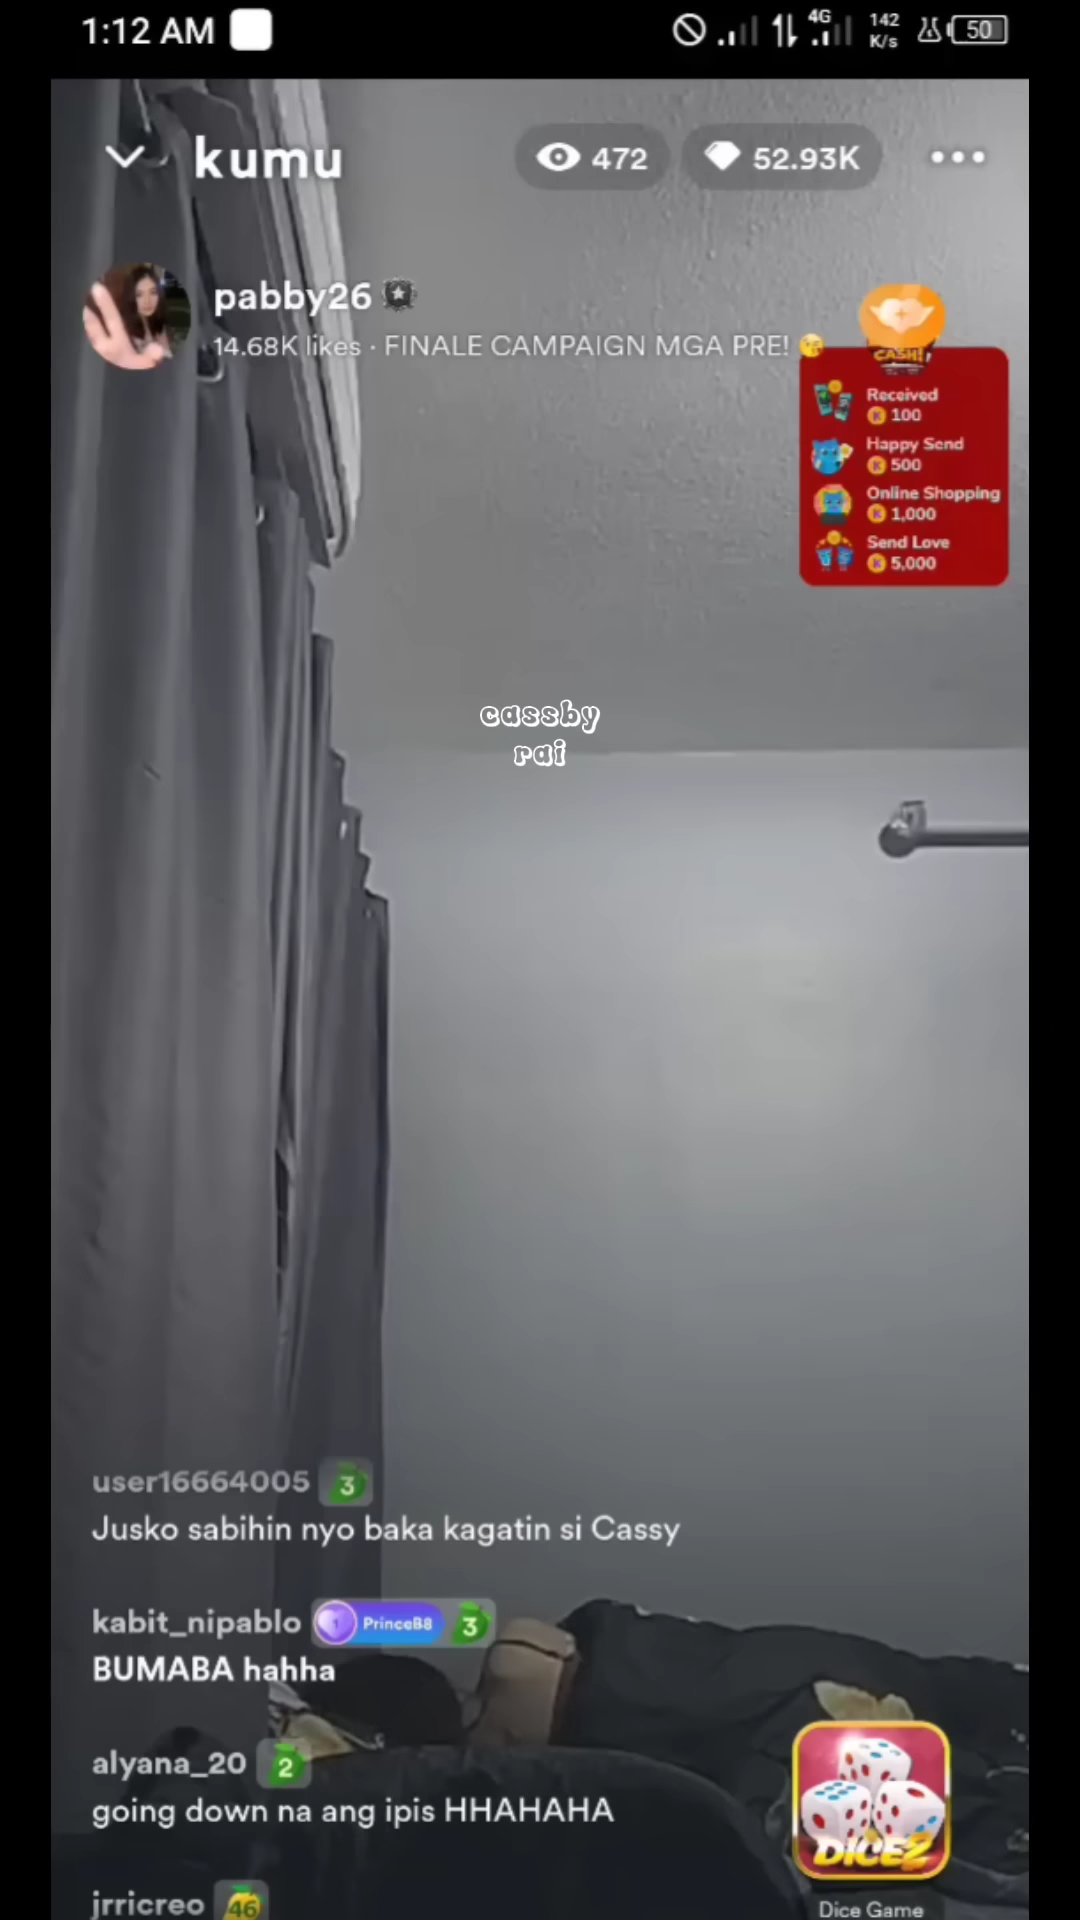 1:12 AM
4G
142
K/s
50
kumu
472
52.93K
pabby26
14.68K likes · FINALE CAMPAIGN MGA PRE! 😘
CASH!
Received
100
Happy Send
500
Online Shopping
1,000
Send Love
5,000
cassby
rai
user16664005 3
Jusko sabihin nyo baka kagatin si Cassy
kabit_nipablo 1 PrinceB8 3
BUMABA hahha
alyana_20 2
going down na ang ipis HHAHAHA
DICE2
jrricreo 46
Dice Game